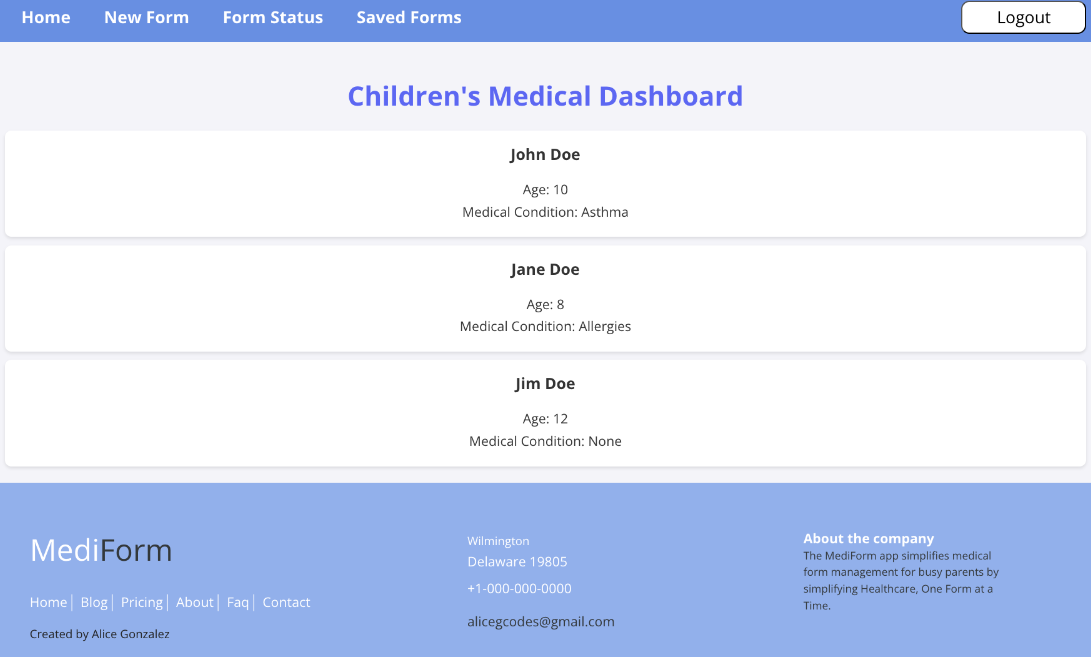 Home New Form Form Status Saved Forms Logout
Children's Medical Dashboard
John Doe
Age: 10
Medical Condition: Asthma
Jane Doe
Age: 8
Medical Condition: Allergies
Jim Doe
Age: 12
Medical Condition: None
MediForm
Home| Blog| Pricing| About| Faq| Contact
Created by Alice Gonzalez
Wilmington
Delaware 19805
+1-000-000-0000
alicegcodes@gmail.com
About the company
The MediForm app simplifies medical
form management for busy parents by
simplifying Healthcare, One Form at a
Time.